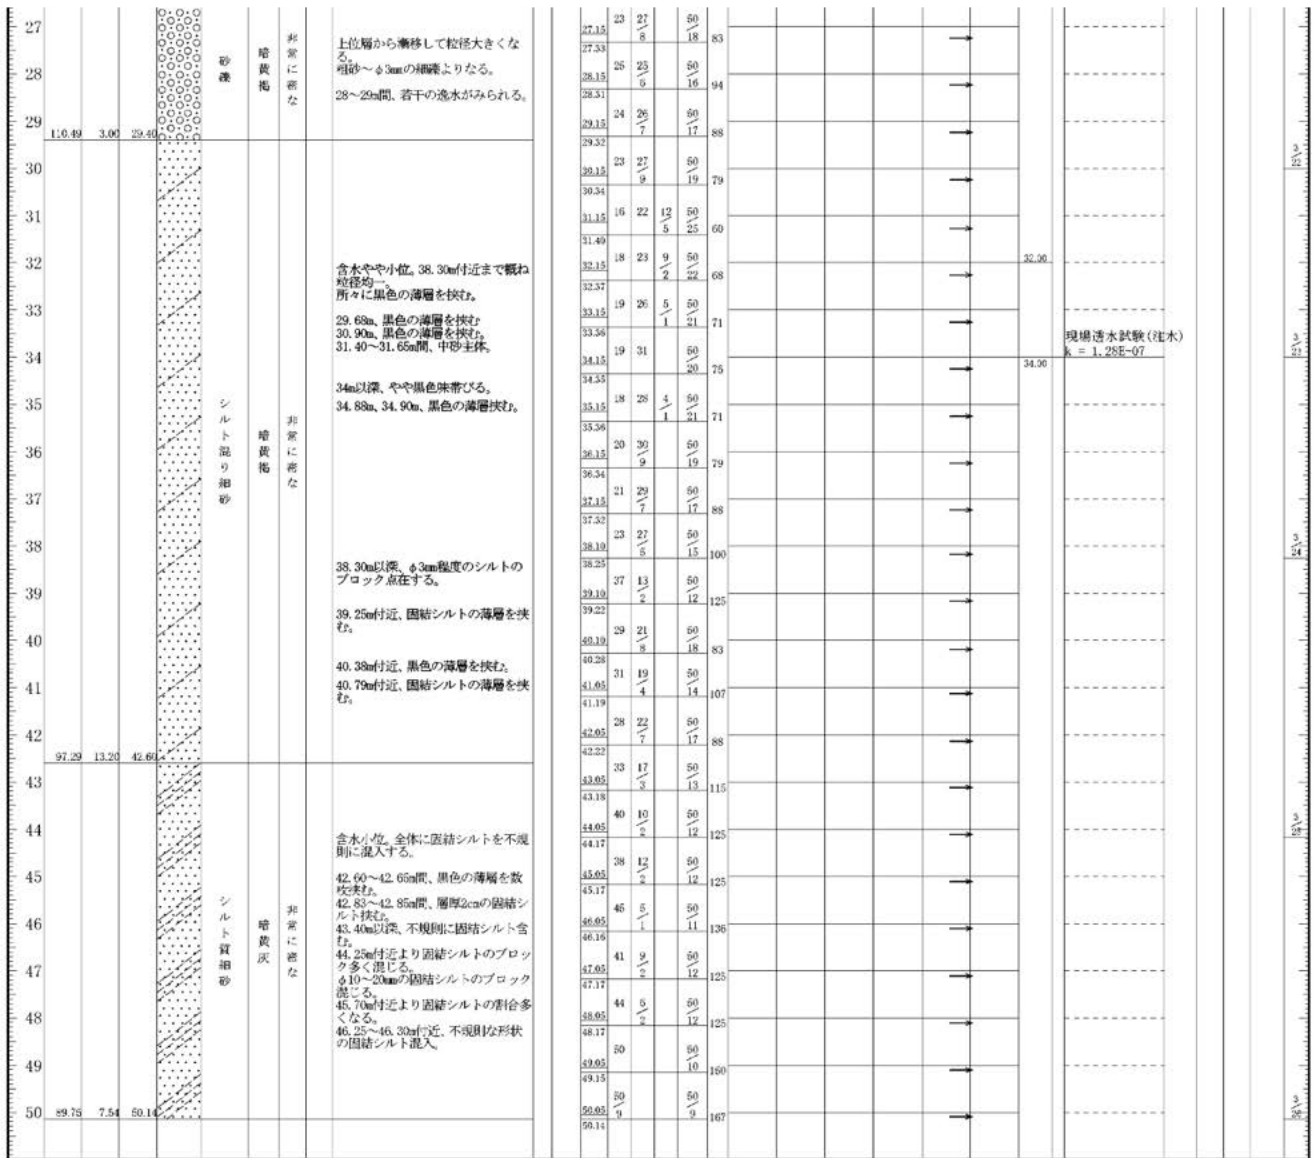 27
28
29
110.49 3.00 29.40
30
31
32
33
34
35
36
37
38
39
40
41
42
97.29 13.20 42.60
43
44
45
46
47
48
49
50
89.75 7.54 50.14
砂礫
暗黄褐
非常に密な
上位層から漸移して粒径大きくな
る。
粗砂～φ3mmの細礫よりなる。
28～29m間、若干の逸水がみられる。
シルト混り細砂
暗黄褐
非常に密な
含水やや小位。38.30m付近まで概ね
粒径均一。
所々に黒色の薄層を挟む。
29.68m、黒色の薄層を挟む
30.90m、黒色の薄層を挟む。
31.40～31.65m間、中砂主体。
34m以深、やや黒色味帯びる。
34.88m、34.90m、黒色の薄層挟む。
38.30m以深、φ3mm程度のシルトの
ブロック点在する。
39.25m付近、固結シルトの薄層を挟
む。
40.38m付近、黒色の薄層を挟む。
40.79m付近、固結シルトの薄層を挟
む。
シルト質細砂
暗黄灰
非常に密な
含水小位。全体に固結シルトを不規
則に混入する。
42.60～42.65m間、黒色の薄層を数
枚挟む。
42.83～42.85m間、層厚2cmの固結シ
ルト挟む。
43.40m以深、不規則に固結シルト含
む。
44.25m付近より固結シルトのブロッ
ク多く混じる。
φ10～20mmの固結シルトのブロック
混じる。
45.70m付近より固結シルトの割合多
くなる。
46.25～46.30m付近、不規則な形状
の固結シルト混入。
27.15 23 27/8 50/18 83
27.33
28.15 25 25/6 50/16 94
28.31
29.15 24 26/7 50/17 88
29.32
30.15 23 27/9 50/19 79
30.34
31.15 16 22 12/5 50/25 60
31.40
32.15 18 23 9/2 50/22 68
32.37
33.15 19 26 5/1 50/21 71
33.36
34.15 19 31 50/20 75
34.35
35.15 18 28 4/1 50/21 71
35.36
36.15 20 30/9 50/19 79
36.34
37.15 21 29/7 50/17 88
37.32
38.10 23 27/5 50/15 100
38.25
39.10 37 13/2 50/12 125
39.22
40.10 29 21/8 50/18 83
40.28
41.05 31 19/4 50/14 107
41.19
42.05 28 22/7 50/17 88
42.22
43.05 33 17/3 50/13 115
43.18
44.05 40 10/2 50/12 125
44.17
45.05 38 12/2 50/12 125
45.17
46.05 45 5/1 50/11 136
46.16
47.05 41 9/2 50/12 125
47.17
48.05 44 6/2 50/12 125
48.17
49.05 50 50/10 150
49.15
50.05 50/9 50/9 167
50.14
32.00
34.00
現場透水試験(注水)
k = 1.28E-07
3/22
3/23
3/24
3/25
3/26